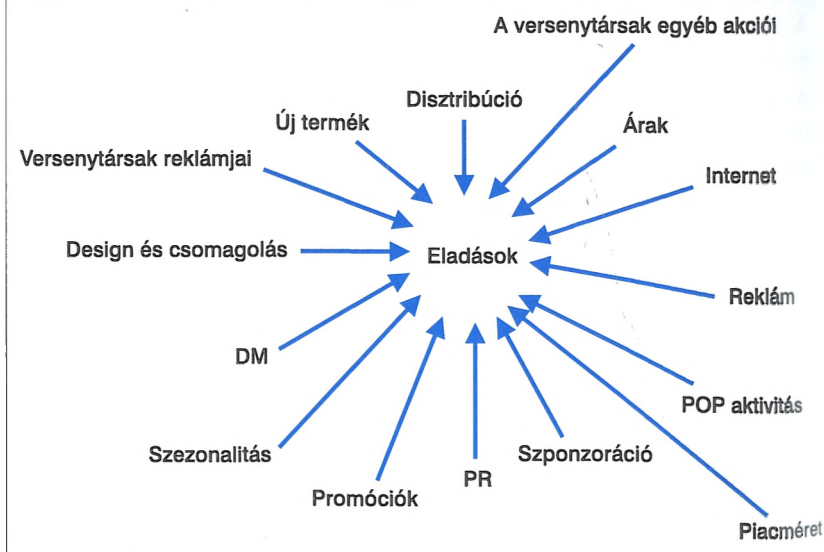 A versenytársak egyéb akciói
Disztribúció
Új termék
Árak
Versenytársak reklámjai
Internet
Design és csomagolás
Eladások
Reklám
DM
POP aktivitás
Szezonalitás
Szponzoráció
PR
Promóciók
Piacméret